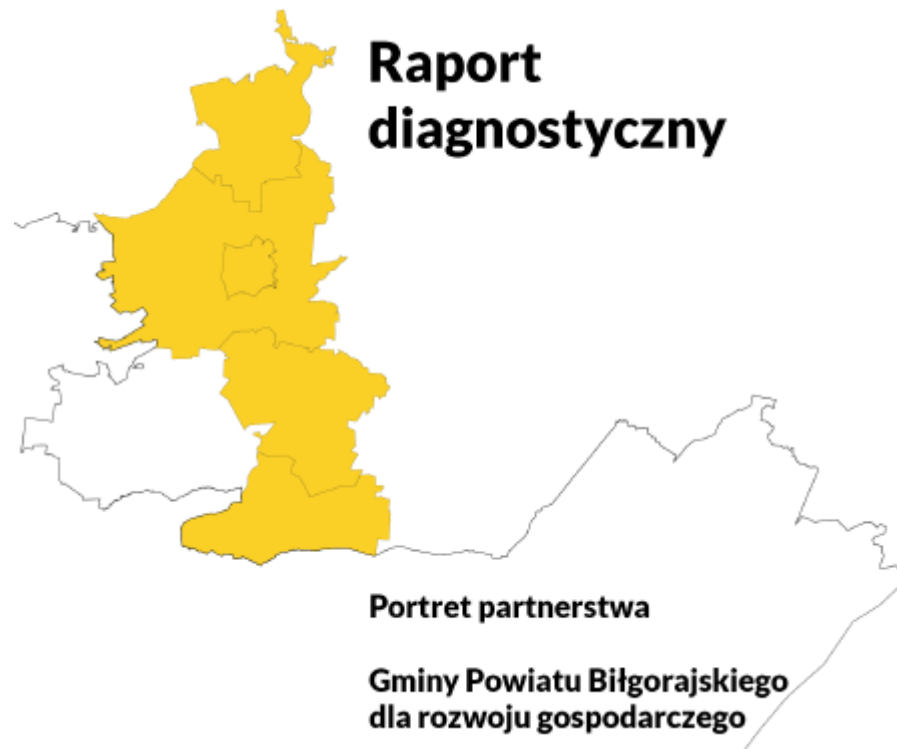 Raport
diagnostyczny
Portret partnerstwa
Gminy Powiatu Biłgorajskiego
dla rozwoju gospodarczego